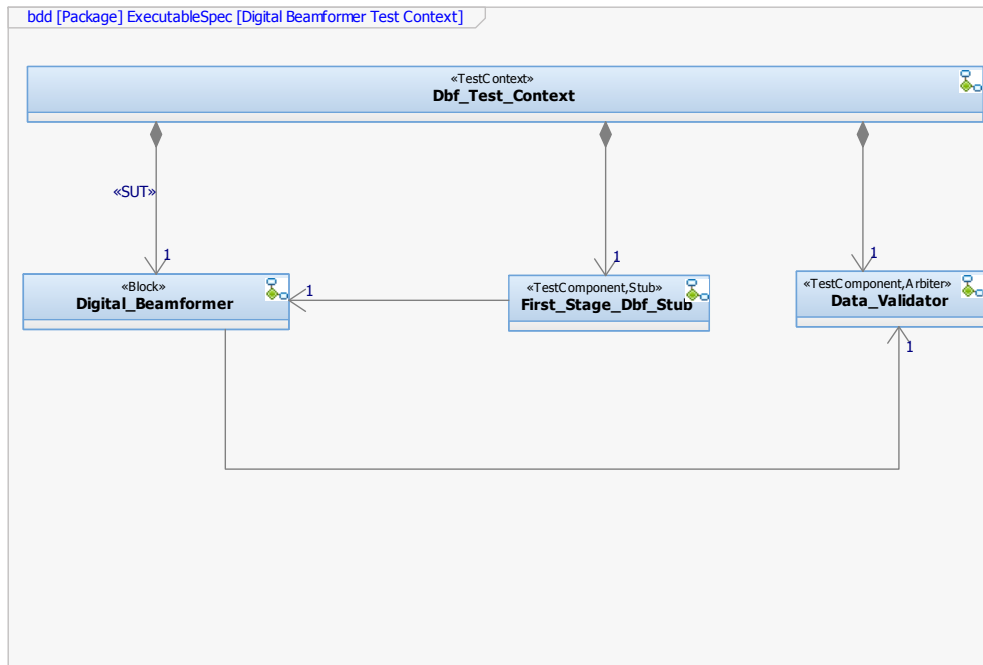 bdd [Package] ExecutableSpec [Digital Beamformer Test Context]
«TestContext»
Dbf_Test_Context
«SUT»
1
1
1
«Block»
Digital_Beamformer
1
«TestComponent,Stub»
First_Stage_Dbf_Stub
«TestComponent,Arbiter»
Data_Validator
1